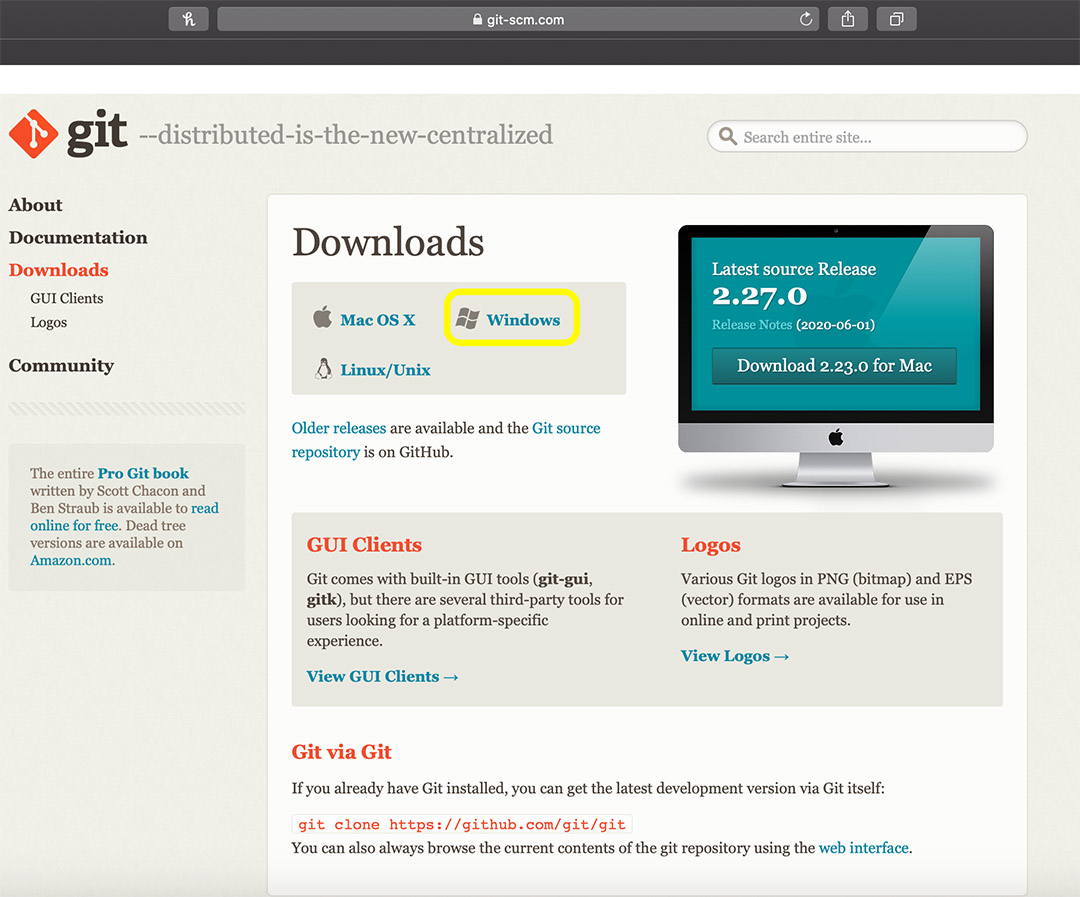 git-scm.com
git --distributed-is-the-new-centralized
Search entire site...
About
Documentation
Downloads
GUI Clients
Logos
Community
The entire Pro Git book
written by Scott Chacon and
Ben Straub is available to read
online for free. Dead tree
versions are available on
Amazon.com.
Downloads
Mac OS X
Windows
Linux/Unix
Older releases are available and the Git source
repository is on GitHub.
Latest source Release
2.27.0
Release Notes (2020-06-01)
Download 2.23.0 for Mac
GUI Clients
Git comes with built-in GUI tools (git-gui,
gitk), but there are several third-party tools for
users looking for a platform-specific
experience.
View GUI Clients →
Logos
Various Git logos in PNG (bitmap) and EPS
(vector) formats are available for use in
online and print projects.
View Logos →
Git via Git
If you already have Git installed, you can get the latest development version via Git itself:
git clone https://github.com/git/git
You can also always browse the current contents of the git repository using the web interface.